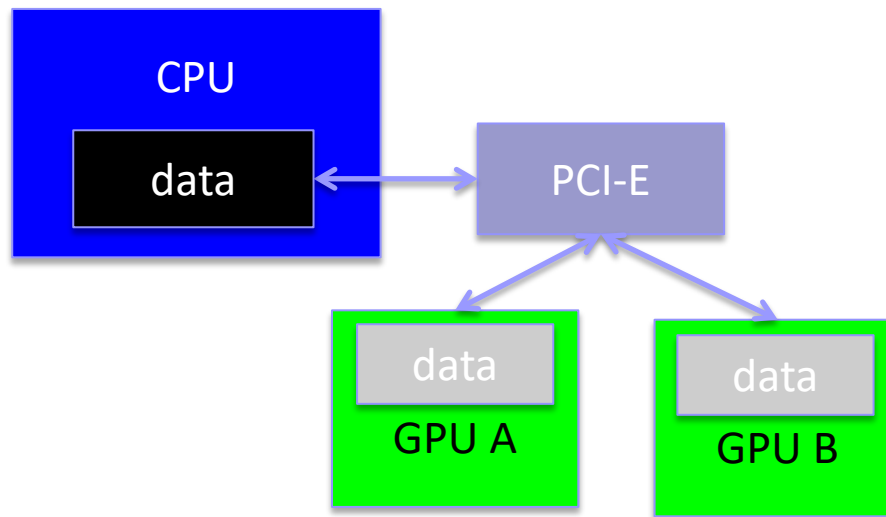 CPU
data
PCI-E
data
GPU A
data
GPU B